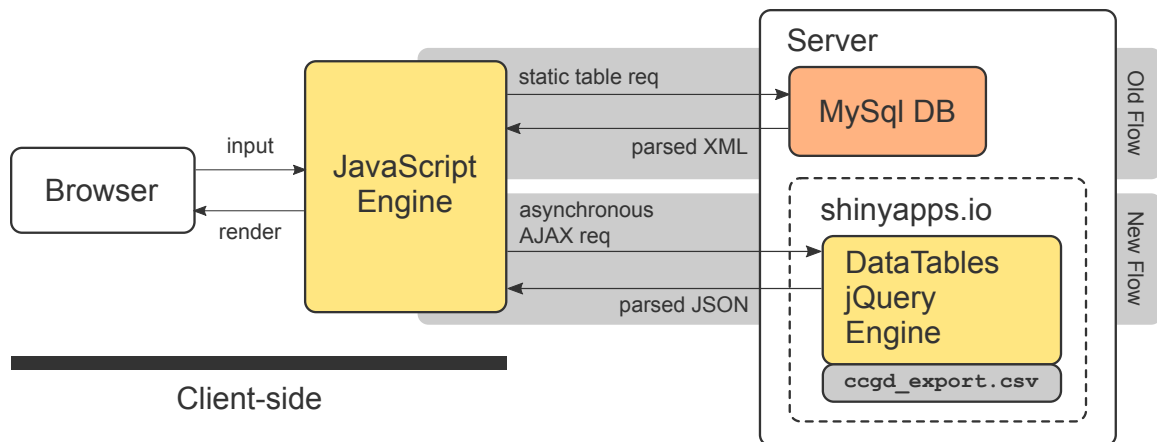 Server
static table req
MySql DB
parsed XML
Old Flow
input
JavaScript
Engine
Browser
render
shinyapps.io
asynchronous
AJAX req
DataTables
jQuery
Engine
parsed JSON
New Flow
ccgd_export.csv
Client-side